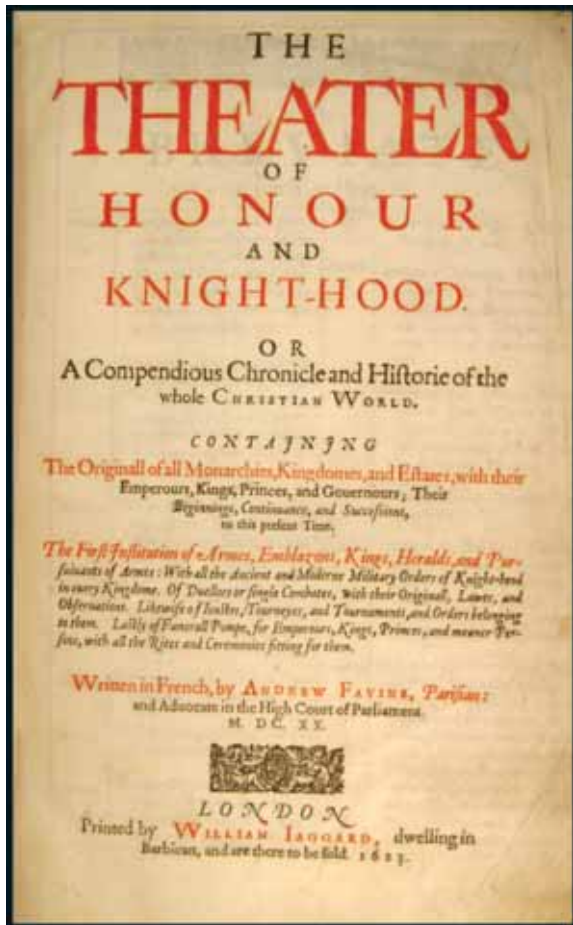 THE
THEATER
OF
HONOUR
AND
KNIGHT-HOOD.
OR
A Compendious Chronicle and Hiſtorie of the
whole CHRISTIAN WORLD.
CONTAJNJNG
The Originall of all Monarchies, Kingdomes, and Eſtates, with their
Emperours, Kings, Princes, and Gouernours; Their
Beginnings, Continuance, and Succeſſions,
to this preſent Time.
The Firſt Inſtitution of Armes, Emblazons, Kings, Heralds, and Pur-
ſuiuants of Armes: With all the Ancient and Moderne Military Orders of Knight-hood
in euery Kingdome. Of Duelloes or ſingle Combates, with their Originall, Lawes, and
Obſeruations. Likewiſe of Iouſtes, Tourneyes, and Tournaments, and Orders belonging
to them. Laſtly of Funerall Pompe, for Emperours, Kings, Princes, and meaner Per-
ſons, with all the Rites and Ceremonies fitting for them.
Written in French, by ANDREW FAVINE, Pariſian:
and Aduocate in the High Court of Parliament.
M. DC. XX.
LONDON
Printed by WILLIAM IAGGARD, dwelling in
Barbican, and are there to be ſold. 1623.